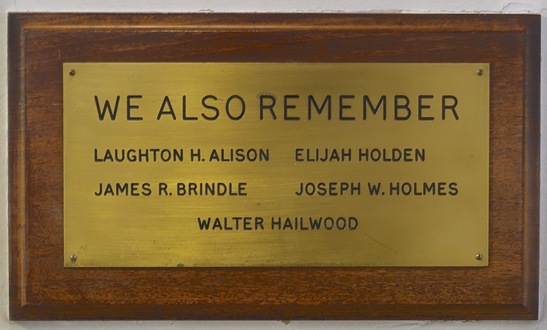 WE ALSO REMEMBER
LAUGHTON H. ALISON ELIJAH HOLDEN
JAMES R. BRINDLE JOSEPH W. HOLMES
WALTER HAILWOOD